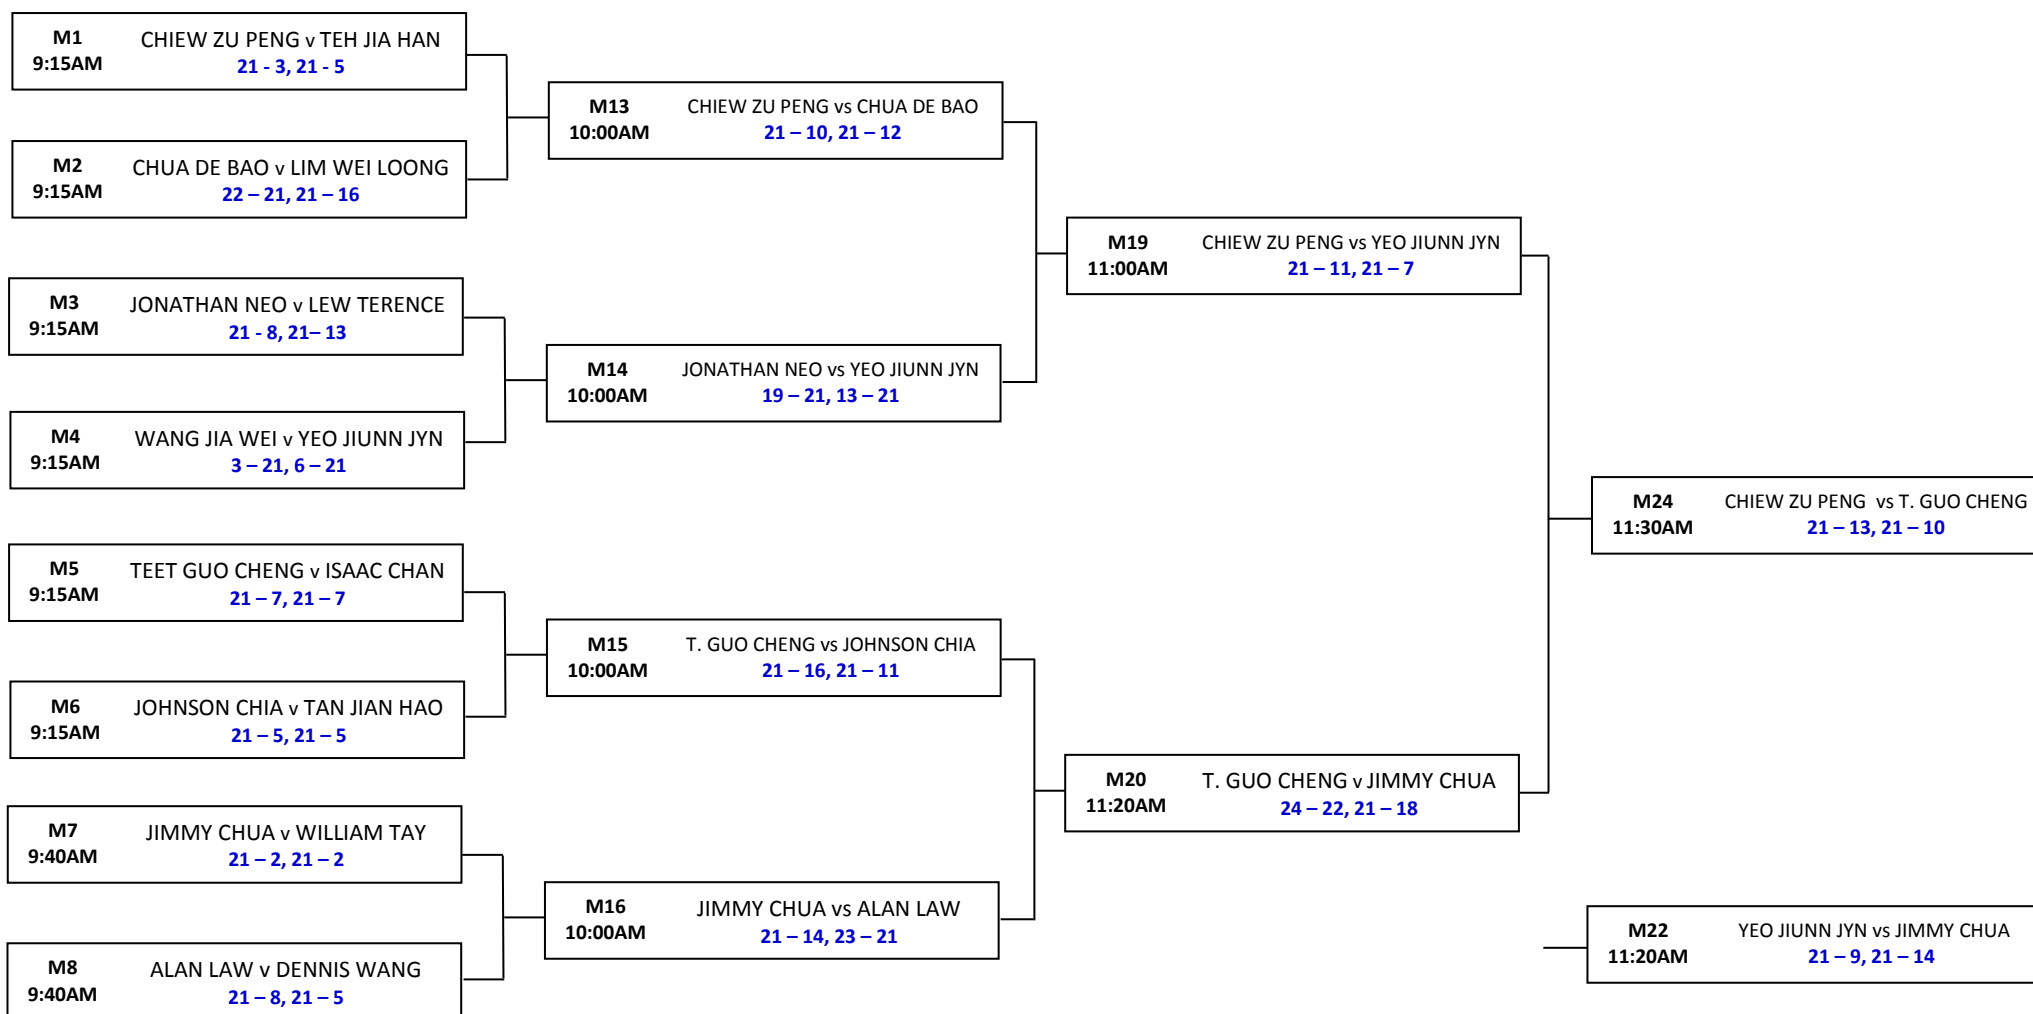 M1 CHIEW ZU PENG v TEH JIA HAN
9:15AM 21 - 3, 21 - 5
M2 CHUA DE BAO v LIM WEI LOONG
9:15AM 22 – 21, 21 – 16
M3 JONATHAN NEO v LEW TERENCE
9:15AM 21 - 8, 21– 13
M4 WANG JIA WEI v YEO JIUNN JYN
9:15AM 3 – 21, 6 – 21
M5 TEET GUO CHENG v ISAAC CHAN
9:15AM 21 – 7, 21 – 7
M6 JOHNSON CHIA v TAN JIAN HAO
9:15AM 21 – 5, 21 – 5
M7 JIMMY CHUA v WILLIAM TAY
9:40AM 21 – 2, 21 – 2
M8 ALAN LAW v DENNIS WANG
9:40AM 21 – 8, 21 – 5
M13 CHIEW ZU PENG vs CHUA DE BAO
10:00AM 21 – 10, 21 – 12
M14 JONATHAN NEO vs YEO JIUNN JYN
10:00AM 19 – 21, 13 – 21
M15 T. GUO CHENG vs JOHNSON CHIA
10:00AM 21 – 16, 21 – 11
M16 JIMMY CHUA vs ALAN LAW
10:00AM 21 – 14, 23 – 21
M19 CHIEW ZU PENG vs YEO JIUNN JYN
11:00AM 21 – 11, 21 – 7
M20 T. GUO CHENG v JIMMY CHUA
11:20AM 24 – 22, 21 – 18
M24 CHIEW ZU PENG vs T. GUO CHENG
11:30AM 21 – 13, 21 – 10
M22 YEO JIUNN JYN vs JIMMY CHUA
11:20AM 21 – 9, 21 – 14